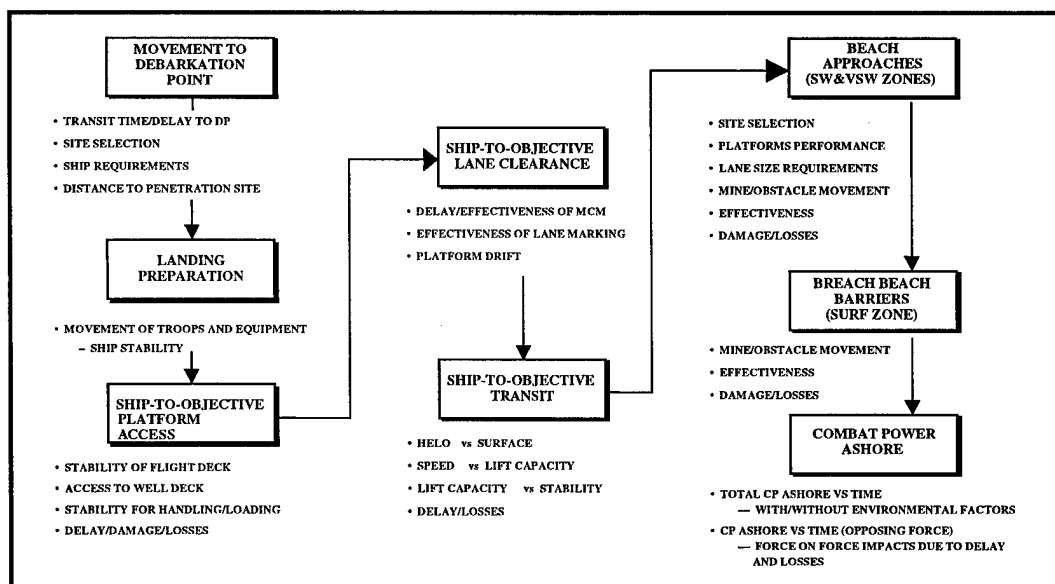 MOVEMENT TO
DEBARKATION
POINT
• TRANSIT TIME/DELAY TO DP
• SITE SELECTION
• SHIP REQUIREMENTS
• DISTANCE TO PENETRATION SITE
LANDING
PREPARATION
• MOVEMENT OF TROOPS AND EQUIPMENT
– SHIP STABILITY
SHIP-TO-OBJECTIVE
PLATFORM
ACCESS
• STABILITY OF FLIGHT DECK
• ACCESS TO WELL DECK
• STABILITY FOR HANDLING/LOADING
• DELAY/DAMAGE/LOSSES
SHIP-TO-OBJECTIVE
LANE CLEARANCE
• DELAY/EFFECTIVENESS OF MCM
• EFFECTIVENESS OF LANE MARKING
• PLATFORM DRIFT
SHIP-TO-OBJECTIVE
TRANSIT
• HELO vs SURFACE
• SPEED vs LIFT CAPACITY
• LIFT CAPACITY vs STABILITY
• DELAY/LOSSES
BEACH
APPROACHES
(SW&VSW ZONES)
• SITE SELECTION
• PLATFORMS PERFORMANCE
• LANE SIZE REQUIREMENTS
• MINE/OBSTACLE MOVEMENT
• EFFECTIVENESS
• DAMAGE/LOSSES
BREACH BEACH
BARRIERS
(SURF ZONE)
• MINE/OBSTACLE MOVEMENT
• EFFECTIVENESS
• DAMAGE/LOSSES
COMBAT POWER
ASHORE
• TOTAL CP ASHORE VS TIME
— WITH/WITHOUT ENVIRONMENTAL FACTORS
• CP ASHORE VS TIME (OPPOSING FORCE)
— FORCE ON FORCE IMPACTS DUE TO DELAY
AND LOSSES